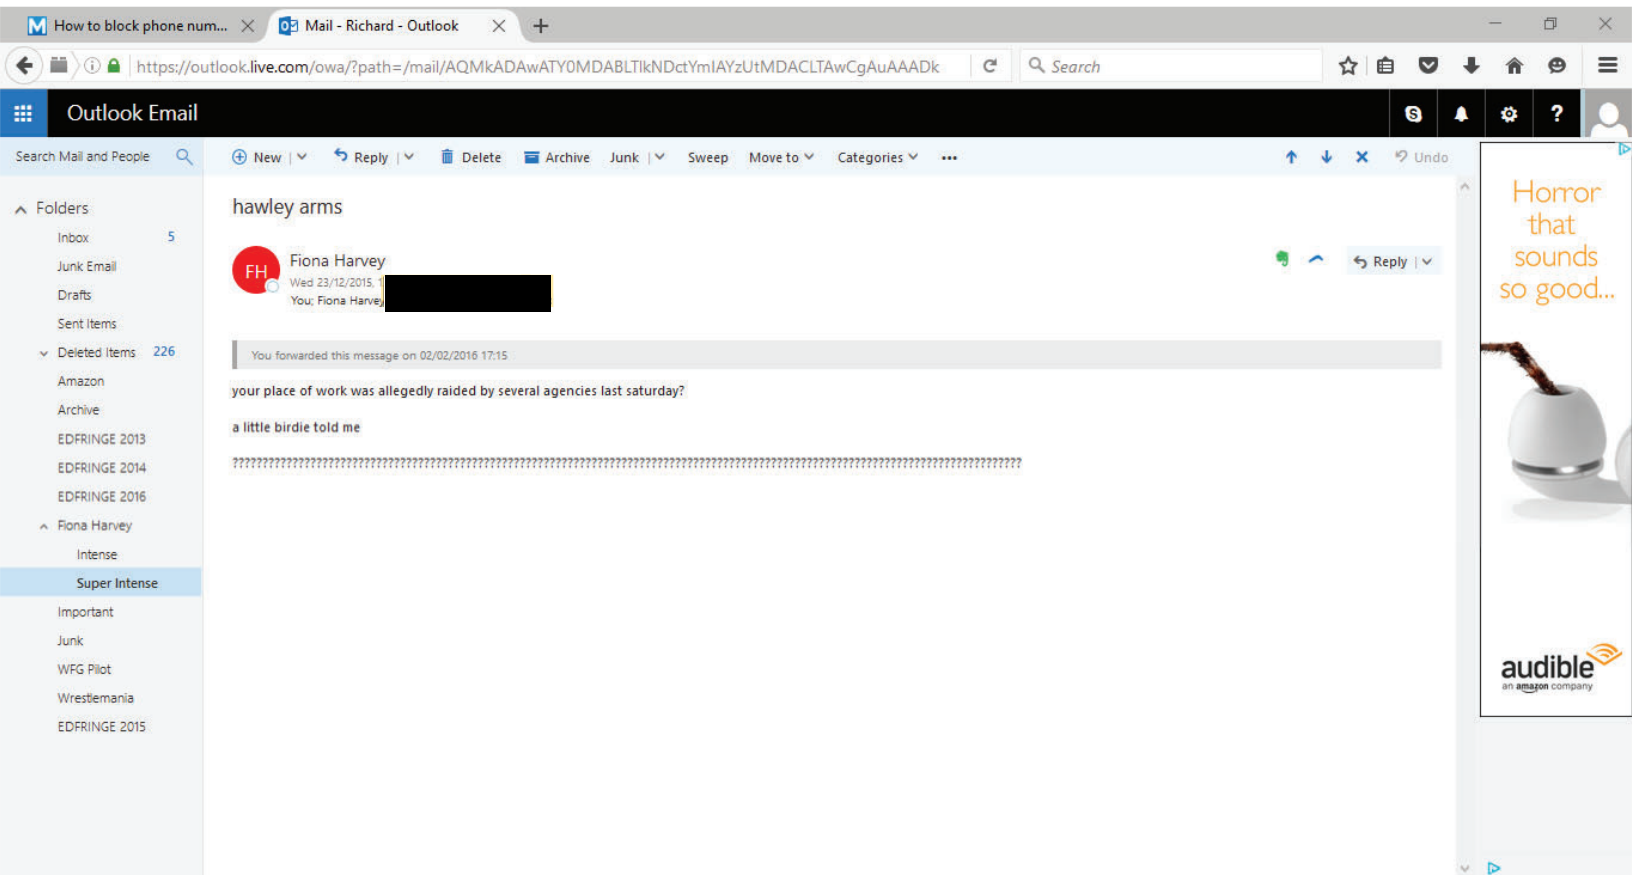 How to block phone num...
Mail - Richard - Outlook
https://outlook.live.com/owa/?path=/mail/AQMkADAwATY0MDABLTlkNDctYmIAYzUtMDACLTAwCgAuAAADk
Search
Outlook Email
Search Mail and People
New
Reply
Delete
Archive
Junk
Sweep
Move to
Categories
Undo
Folders
Inbox 5
Junk Email
Drafts
Sent Items
Deleted Items 226
Amazon
Archive
EDFRINGE 2013
EDFRINGE 2014
EDFRINGE 2016
Fiona Harvey
Intense
Super Intense
Important
Junk
WFG Pilot
Wrestlemania
EDFRINGE 2015
hawley arms
FH
Fiona Harvey
Wed 23/12/2015,
You; Fiona Harvey
Reply
You forwarded this message on 02/02/2016 17:15
your place of work was allegedly raided by several agencies last saturday?
a little birdie told me
????????????????????????????????????????????????????????????????????????????????????????????????????????????????????????????????????
Horror
that
sounds
so good...
audible
an amazon company